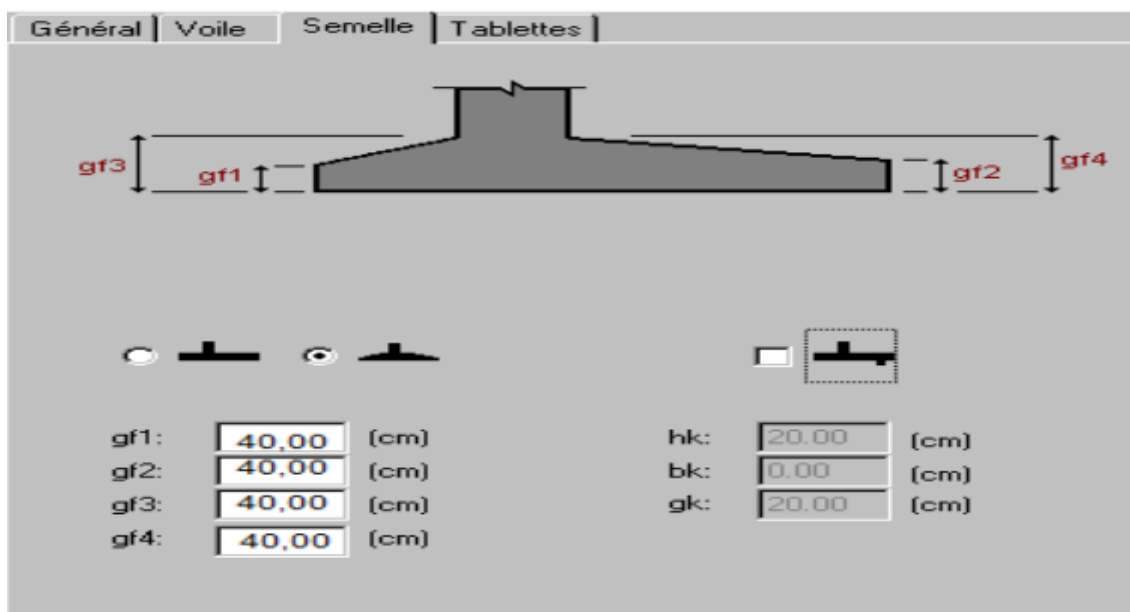 Général Voile Semelle Tablettes
gf3 gf1 gf2 gf4
gf1: 40,00 (cm) hk: 20.00 (cm)
gf2: 40,00 (cm) bk: 0.00 (cm)
gf3: 40,00 (cm) gk: 20.00 (cm)
gf4: 40,00 (cm)